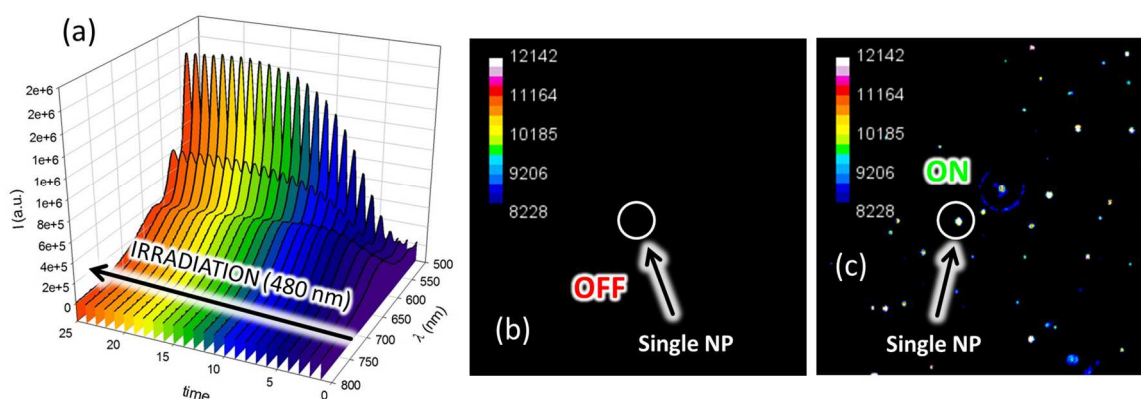 (a)
2e+6
2e+6
2e+6
2e+6
1e+6
1e+6
1e+6
8e+5
6e+5
4e+5
2e+5
0
I (a.u.)
IRRADIATION (480 nm)
25
20
15
10
5
0
time
500
550
600
650
700
750
800
λ (nm)
12142
11164
10185
9206
8228
OFF
(b)
Single NP
12142
11164
10185
9206
8228
ON
(c)
Single NP